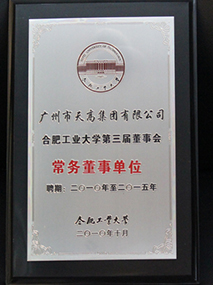 广州市天高集团有限公司
合肥工业大学第三届董事会
常务董事单位
聘期：二〇一〇年至二〇一五年
合肥工业大学
二〇一〇年十月